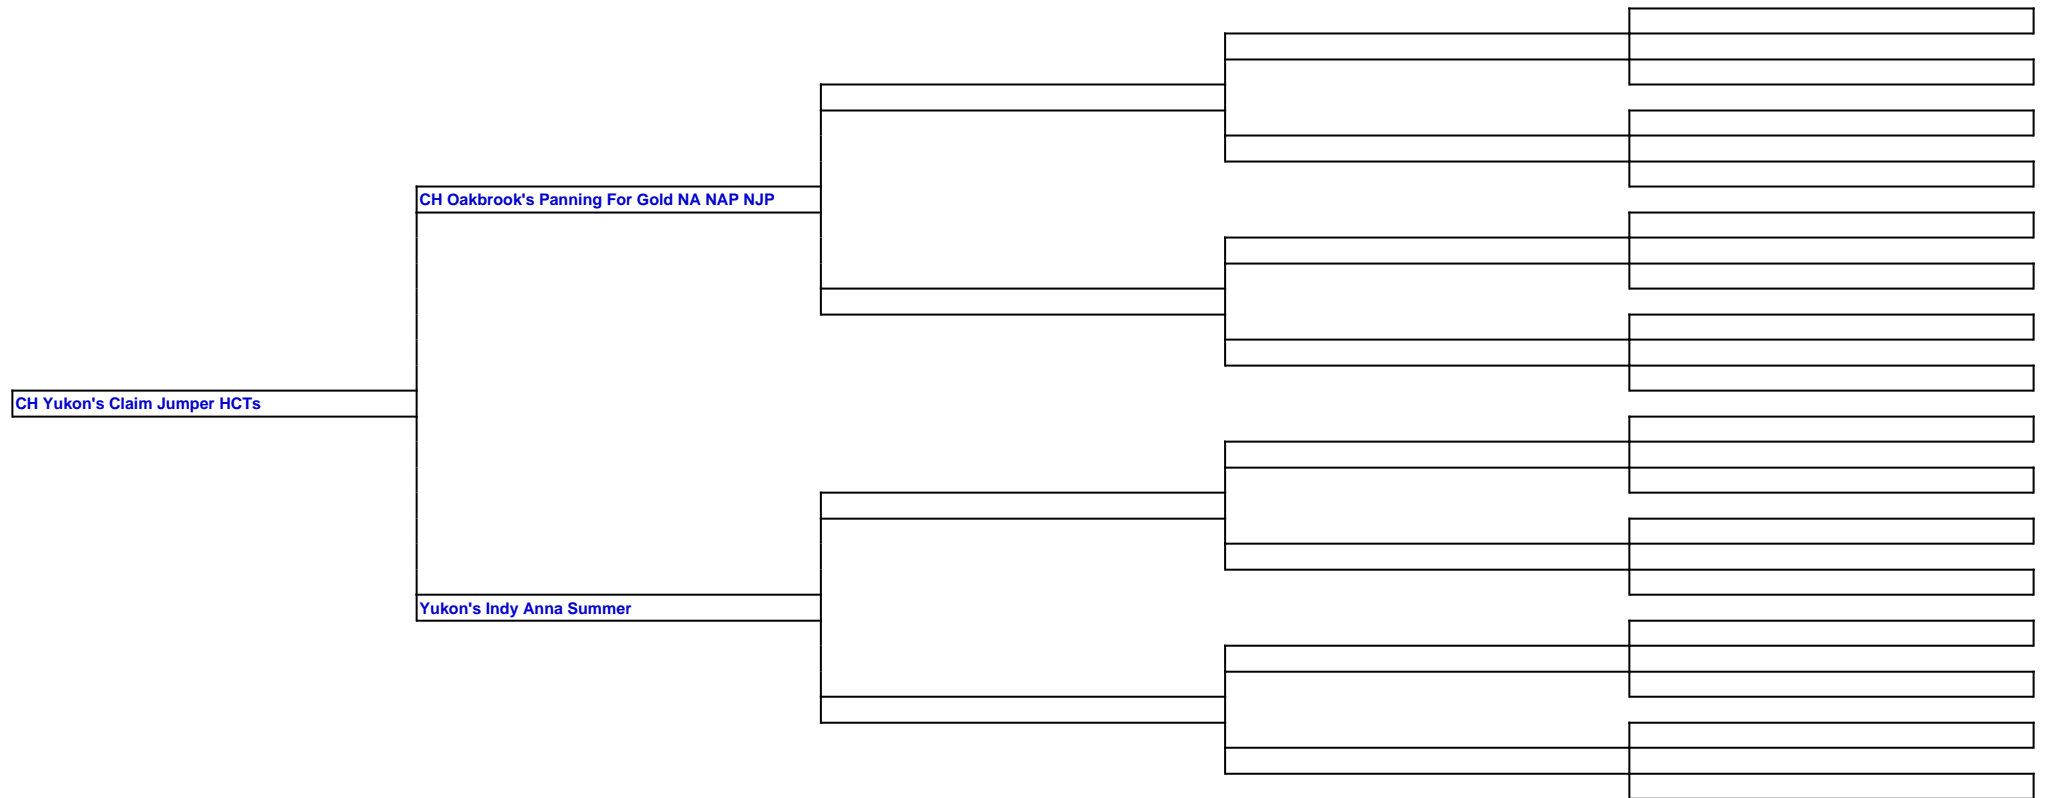 CH Oakbrook's Panning For Gold NA NAP NJP
CH Yukon's Claim Jumper HCTs
Yukon's Indy Anna Summer